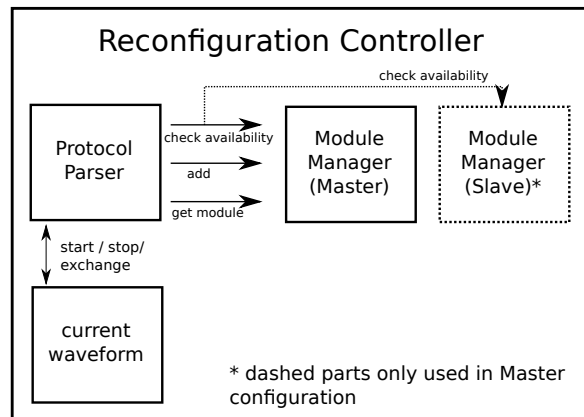 Reconfiguration Controller
check availability
Protocol
Parser
check availability
add
get module
Module
Manager
(Master)
Module
Manager
(Slave)*
start / stop/
exchange
current
waveform
* dashed parts only used in Master
configuration